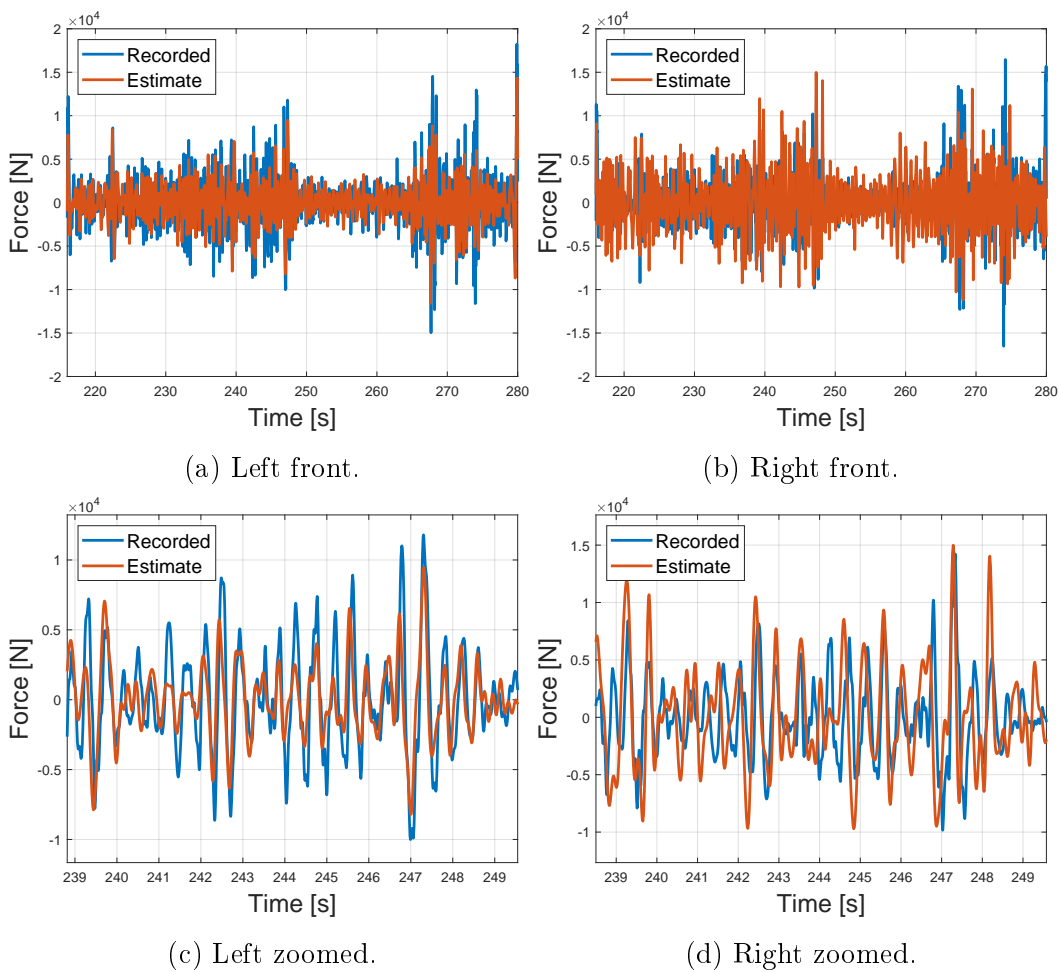 ×10⁴
×10⁴
2
1.5
1
0.5
0
-0.5
-1
-1.5
-2
Force [N]
Recorded
Estimate
220 230 240 250 260 270 280
Time [s]
(a) Left front.
2
1.5
1
0.5
0
-0.5
-1
-1.5
-2
Force [N]
Recorded
Estimate
220 230 240 250 260 270 280
Time [s]
(b) Right front.
×10⁴
1
0.5
0
-0.5
-1
Force [N]
Recorded
Estimate
239 240 241 242 243 244 245 246 247 248 249
Time [s]
(c) Left zoomed.
×10⁴
1.5
1
0.5
0
-0.5
-1
Force [N]
Recorded
Estimate
239 240 241 242 243 244 245 246 247 248 249
Time [s]
(d) Right zoomed.